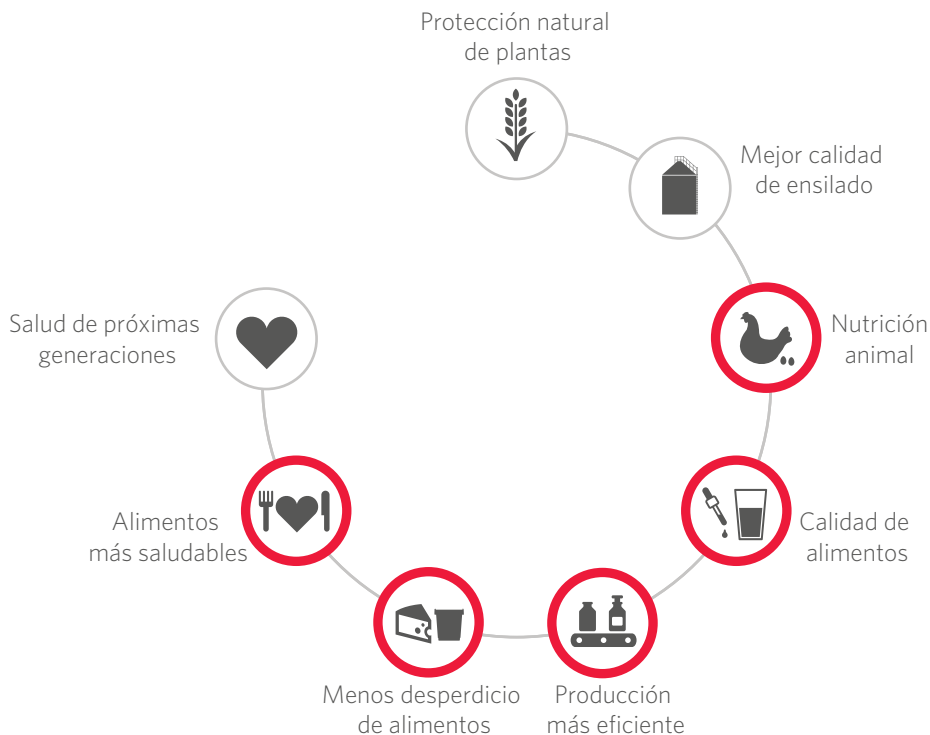 Protección natural
de plantas
Mejor calidad
de ensilado
Nutrición
animal
Calidad de
alimentos
Producción
más eficiente
Menos desperdicio
de alimentos
Alimentos
más saludables
Salud de próximas
generaciones